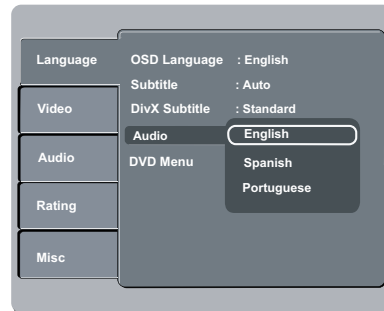 Language
Video
Audio
Rating
Misc
OSD Language : English
Subtitle : Auto
DivX Subtitle : Standard
Audio English
DVD Menu Spanish
Portuguese